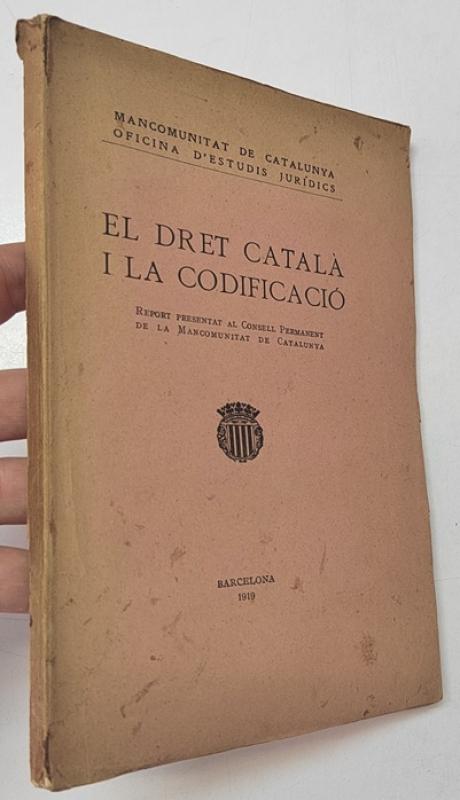 MANCOMUNITAT DE CATALUNYA
OFICINA D'ESTUDIS JURÍDICS
EL DRET CATALÀ
I LA CODIFICACIÓ
REPORT PRESENTAT AL CONSELL PERMANENT
DE LA MANCOMUNITAT DE CATALUNYA
BARCELONA
1919